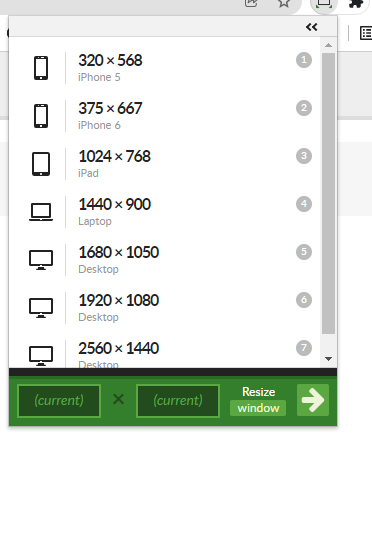 320 × 568
1
iPhone 5
375 × 667
2
iPhone 6
1024 × 768
3
iPad
1440 × 900
4
Laptop
1680 × 1050
5
Desktop
1920 × 1080
6
Desktop
2560 × 1440
7
Desktop
(current) × (current)
Resize
window